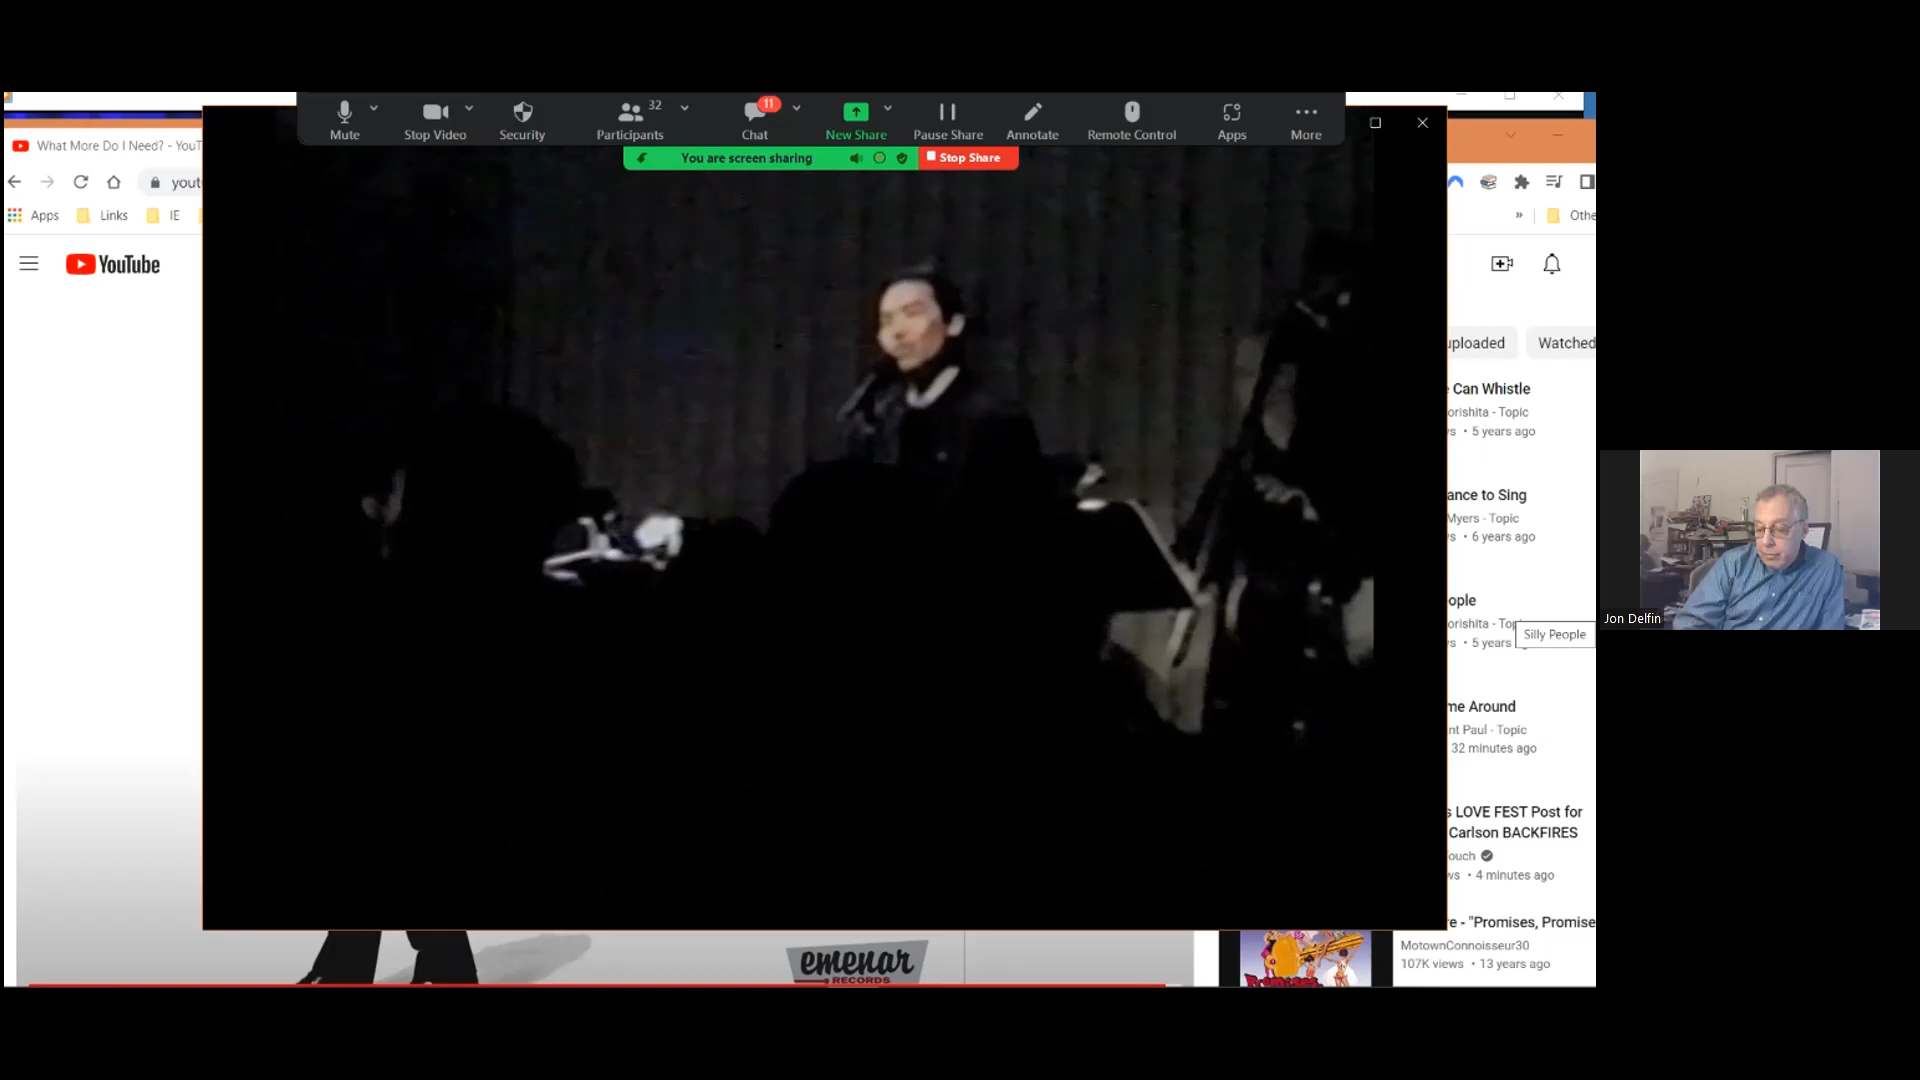 32
11
Mute
Stop Video
Security
Participants
Chat
New Share
Pause Share
Annotate
Remote Control
Apps
More
You are screen sharing
Stop Share
What More Do I Need? - YouT
yout
Apps
Links
IE
»
Othe
YouTube
uploaded
Watched
Can Whistle
orishita - Topic
• 5 years ago
ance to Sing
Myers - Topic
• 6 years ago
ople
orishita - Top
• 5 years
Silly People
me Around
nt Paul - Topic
32 minutes ago
s LOVE FEST Post for
Carlson BACKFIRES
ouch
• 4 minutes ago
re - "Promises, Promise
MotownConnoisseur30
107K views • 13 years ago
emenar
RECORDS
Jon Delfin